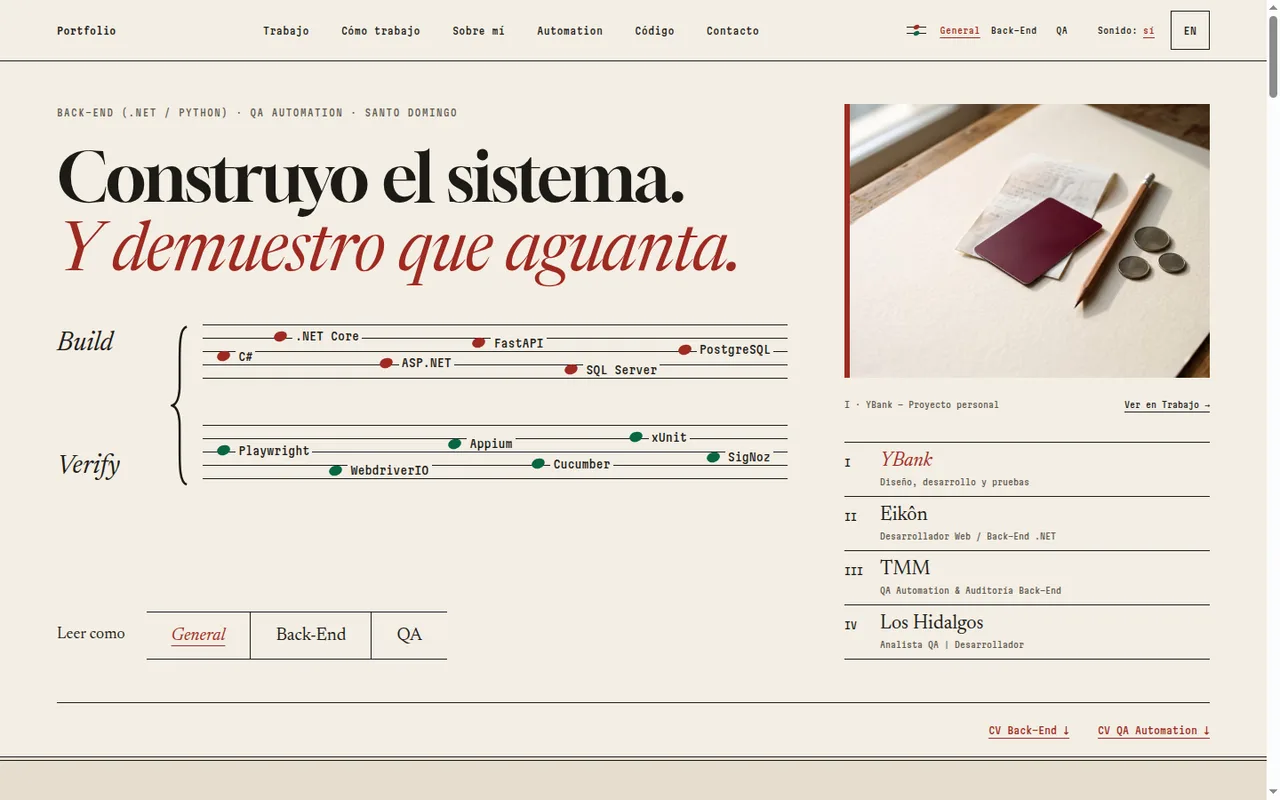 Portfolio
Trabajo
Cómo trabajo
Sobre mí
Automation
Código
Contacto
General
Back-End
QA
Sonido: sí
EN
BACK-END (.NET / PYTHON) · QA AUTOMATION · SANTO DOMINGO
Construyo el sistema.
Y demuestro que aguanta.
Build
.NET Core
FastAPI
PostgreSQL
C#
ASP.NET
SQL Server
Verify
Playwright
Appium
xUnit
WebdriverIO
Cucumber
SigNoz
Leer como
General
Back-End
QA
I · YBank — Proyecto personal
Ver en Trabajo →
I
YBank
Diseño, desarrollo y pruebas
II
Eikôn
Desarrollador Web / Back-End .NET
III
TMM
QA Automation & Auditoría Back-End
IV
Los Hidalgos
Analista QA | Desarrollador
CV Back-End ↓
CV QA Automation ↓